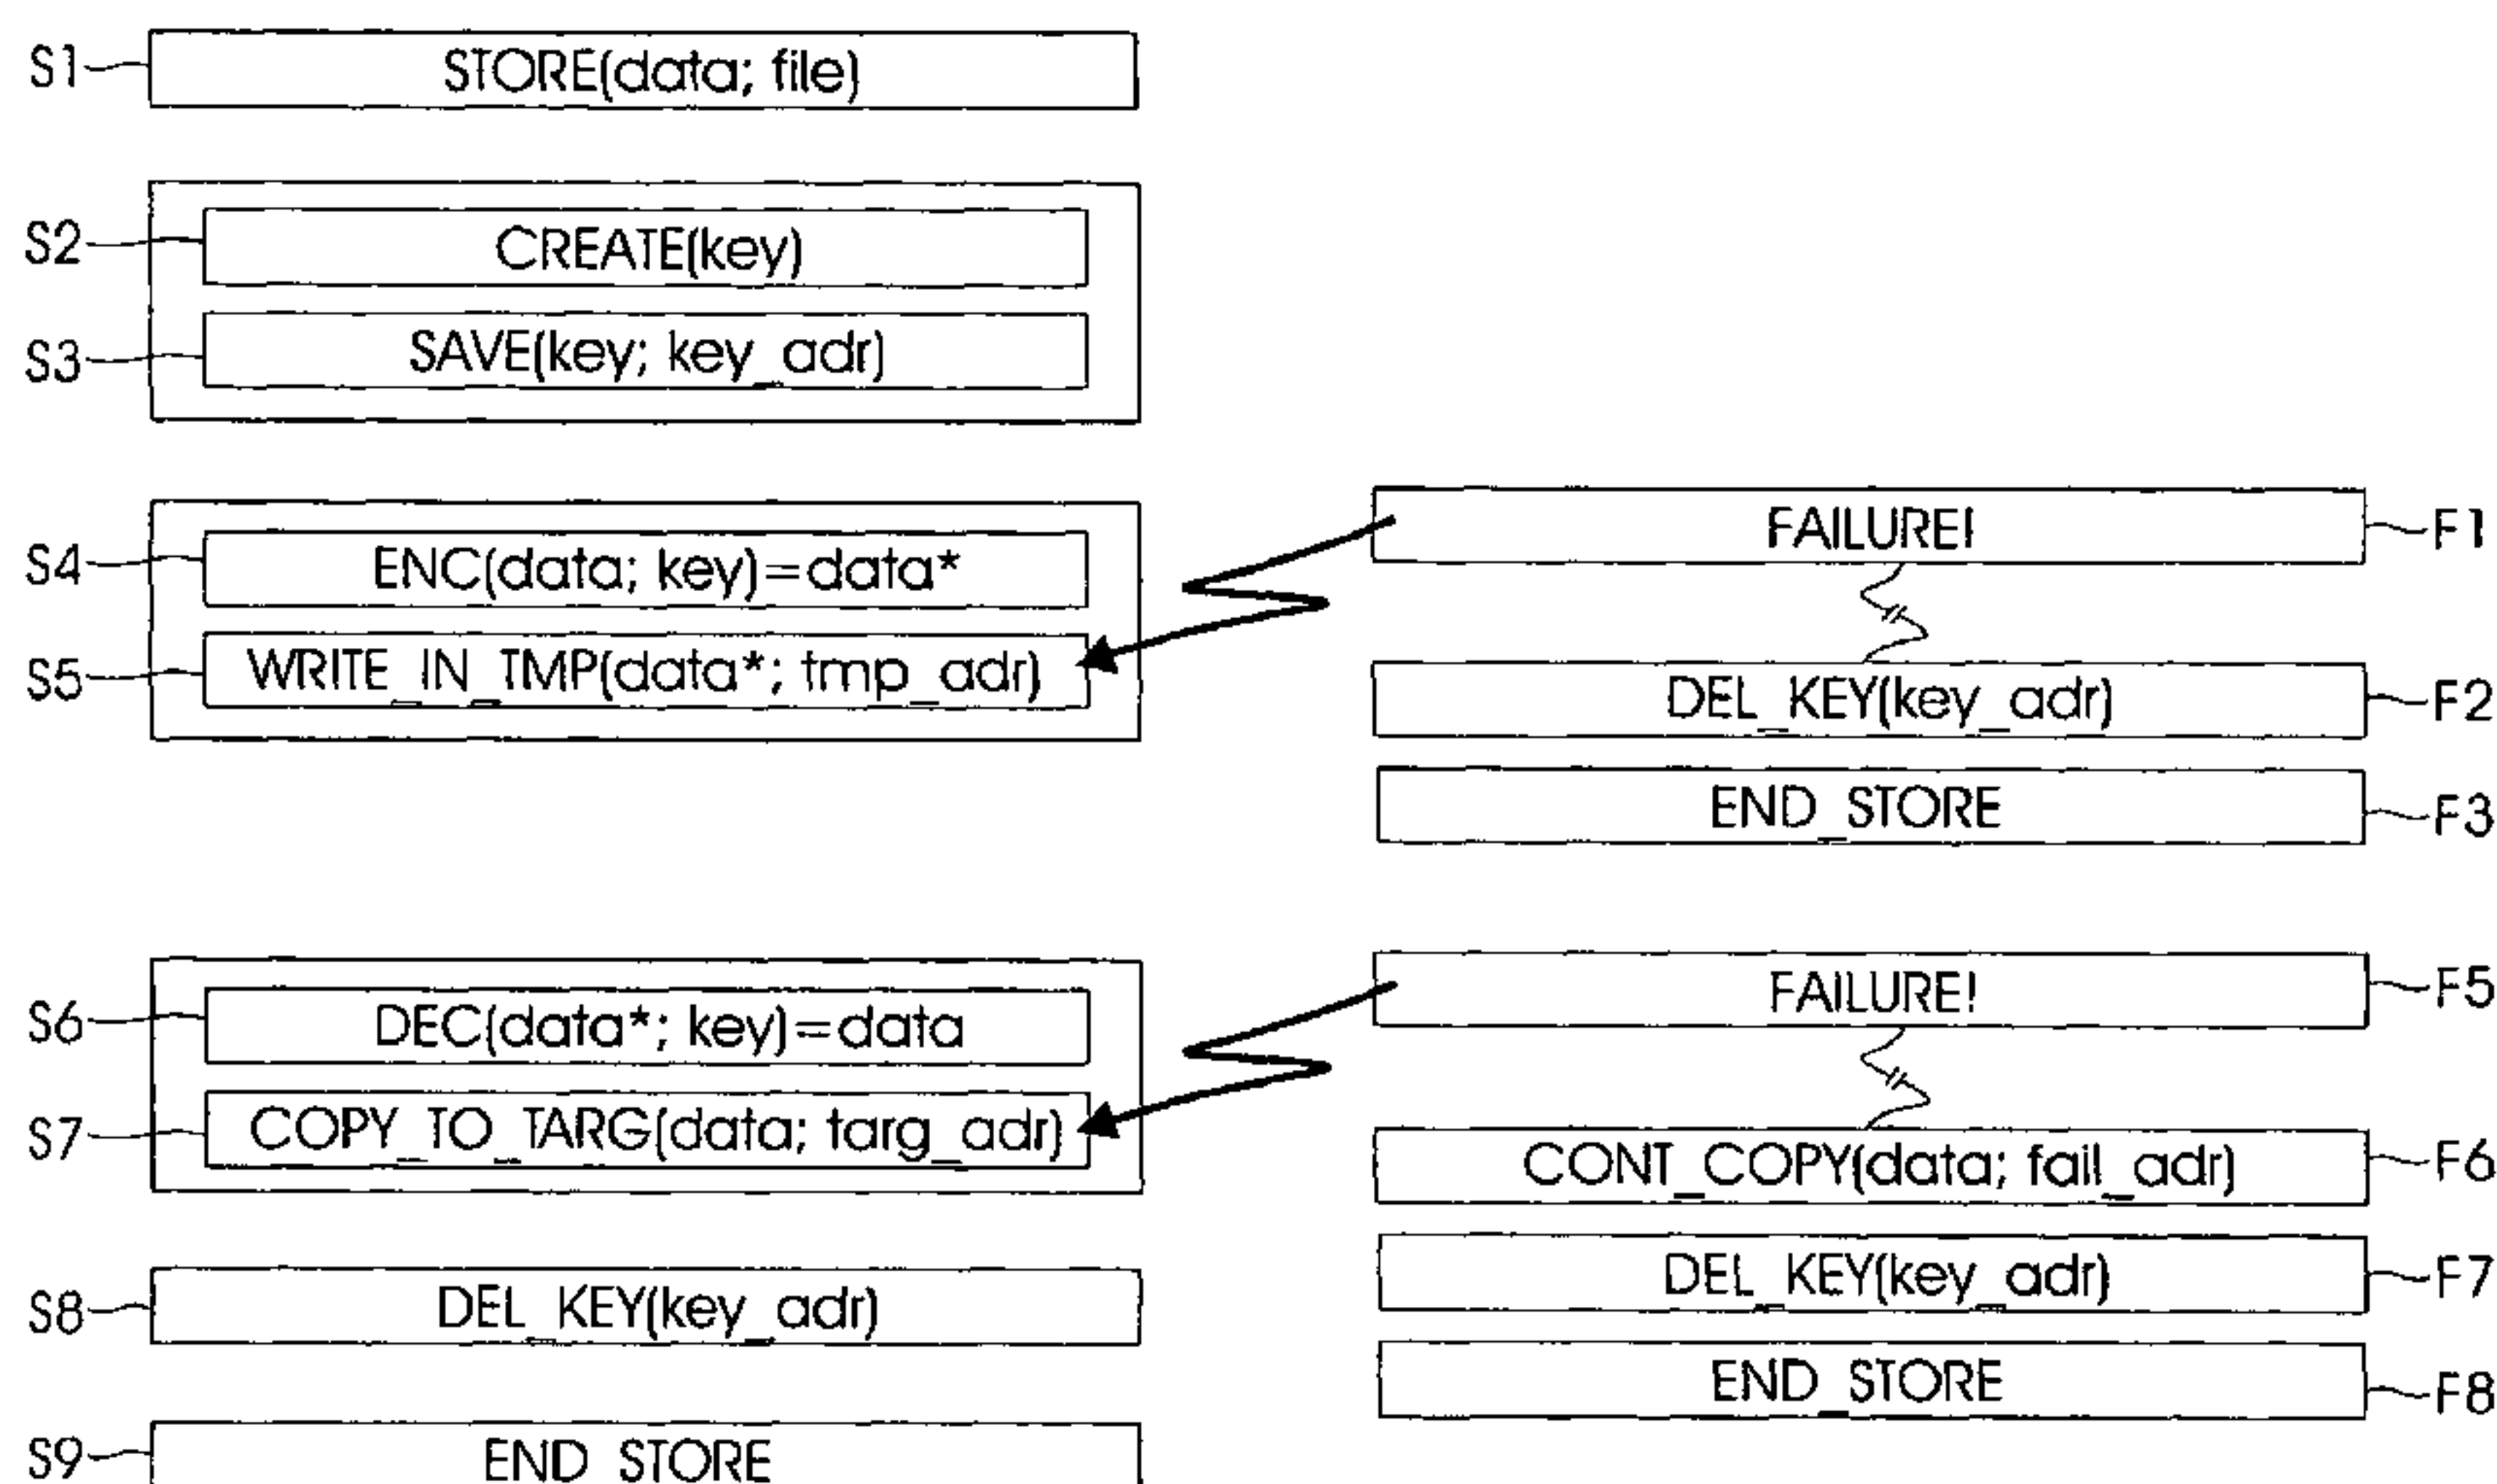 S1 STORE(data; file)
S2 CREATE(key)
S3 SAVE(key; key_adr)
S4 ENC(data; key)=data*
S5 WRITE_IN_TMP(data*; tmp_adr)
FAILURE! F1
DEL_KEY(key_adr) F2
END_STORE F3
S6 DEC(data*; key)=data
S7 COPY_TO_TARG(data; targ_adr)
S8 DEL_KEY(key_adr)
S9 END STORE
FAILURE! F5
CONT_COPY(data; fail_adr) F6
DEL_KEY(key_adr) F7
END_STORE F8